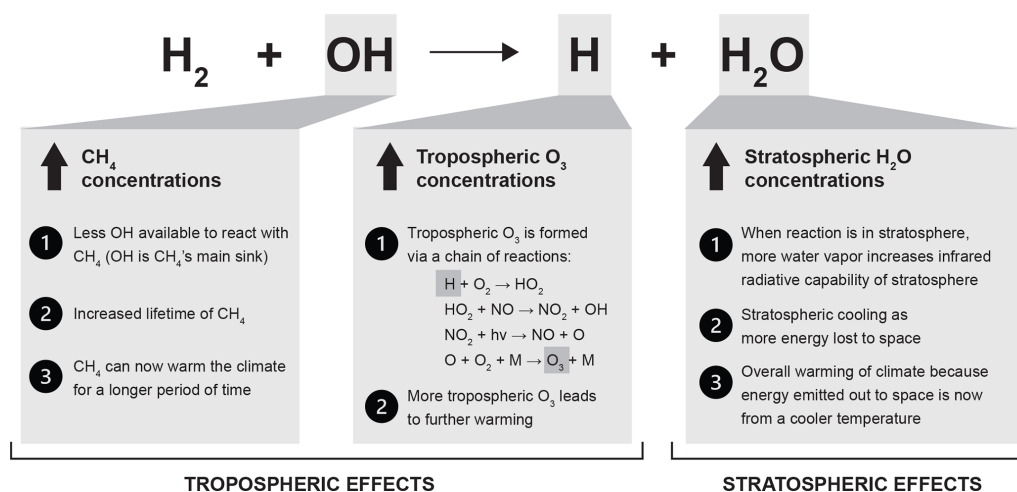 H₂ + OH → H + H₂O
CH₄
concentrations
1 Less OH available to react with
CH₄ (OH is CH₄'s main sink)
2 Increased lifetime of CH₄
3 CH₄ can now warm the climate
for a longer period of time
Tropospheric O₃
concentrations
1 Tropospheric O₃ is formed
via a chain of reactions:
H + O₂ → HO₂
HO₂ + NO → NO₂ + OH
NO₂ + hv → NO + O
O + O₂ + M → O₃ + M
2 More tropospheric O₃ leads
to further warming
Stratospheric H₂O
concentrations
1 When reaction is in stratosphere,
more water vapor increases infrared
radiative capability of stratosphere
2 Stratospheric cooling as
more energy lost to space
3 Overall warming of climate because
energy emitted out to space is now
from a cooler temperature
TROPOSPHERIC EFFECTS
STRATOSPHERIC EFFECTS